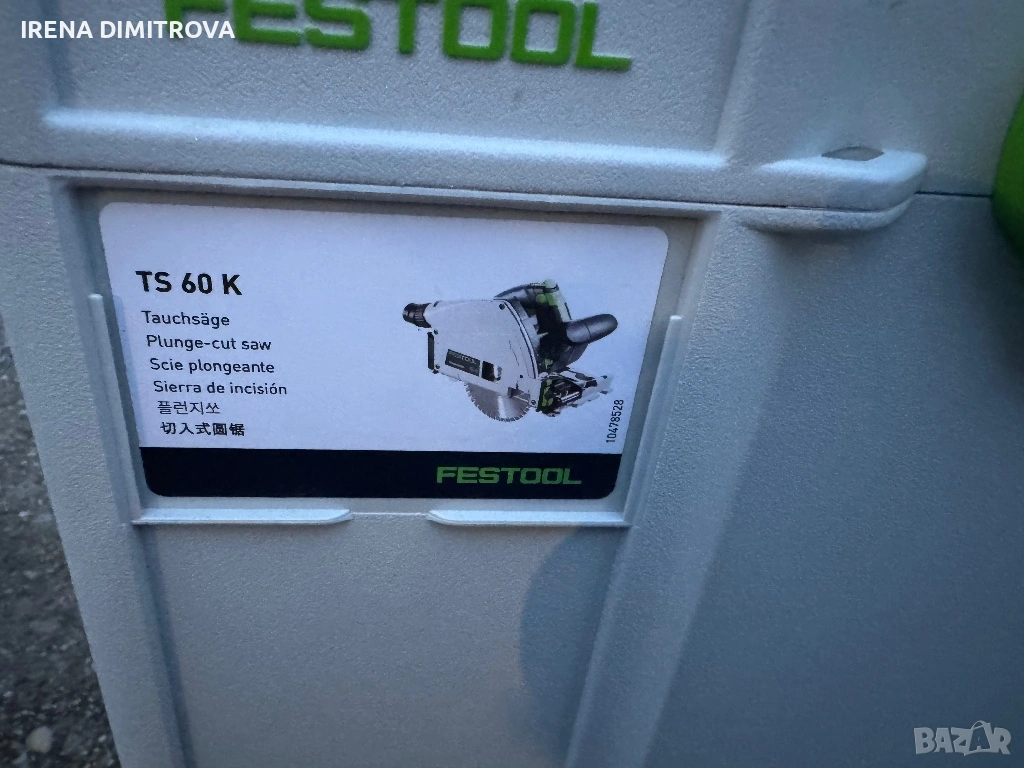 IRENA DIMITROVA
FESTOOL
TS 60 K
Tauchsäge
Plunge-cut saw
Scie plongeante
Sierra de incisión
플런지쏘
切入式圆锯
FESTOOL
10478528
FESTOOL
BAZAR